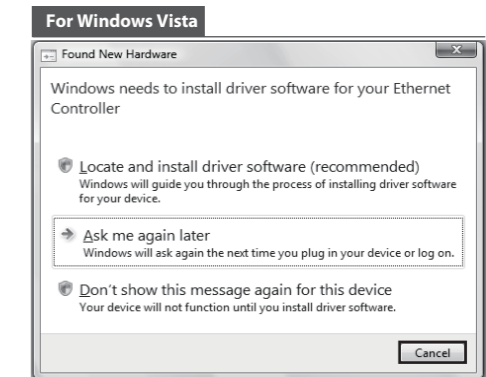 For Windows Vista
Found New Hardware
Windows needs to install driver software for your Ethernet
Controller
Locate and install driver software (recommended)
Windows will guide you through the process of installing driver software
for your device.
Ask me again later
Windows will ask again the next time you plug in your device or log on.
Don't show this message again for this device
Your device will not function until you install driver software.
Cancel